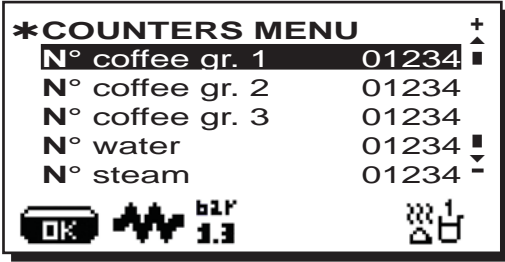 *COUNTERS MENU +
N° coffee gr. 1 01234
N° coffee gr. 2 01234
N° coffee gr. 3 01234
N° water 01234
N° steam 01234 -
OK bar 1.3 1